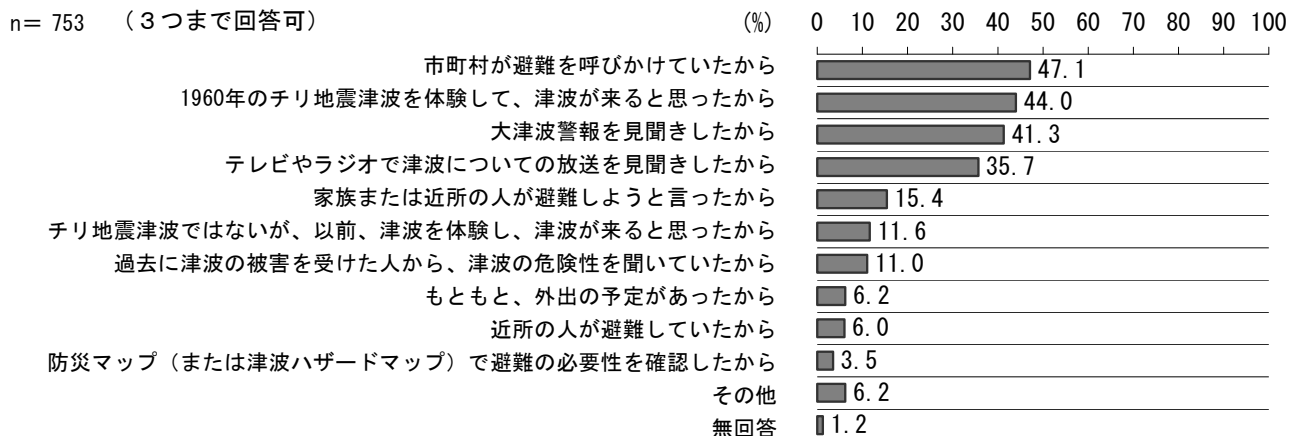 n＝ 753 （３つまで回答可） (%) 0 10 20 30 40 50 60 70 80 90 100
市町村が避難を呼びかけていたから 47.1
1960年のチリ地震津波を体験して、津波が来ると思ったから 44.0
大津波警報を見聞きしたから 41.3
テレビやラジオで津波についての放送を見聞きしたから 35.7
家族または近所の人が避難しようと言ったから 15.4
チリ地震津波ではないが、以前、津波を体験し、津波が来ると思ったから 11.6
過去に津波の被害を受けた人から、津波の危険性を聞いていたから 11.0
もともと、外出の予定があったから 6.2
近所の人が避難していたから 6.0
防災マップ（または津波ハザードマップ）で避難の必要性を確認したから 3.5
その他 6.2
無回答 1.2